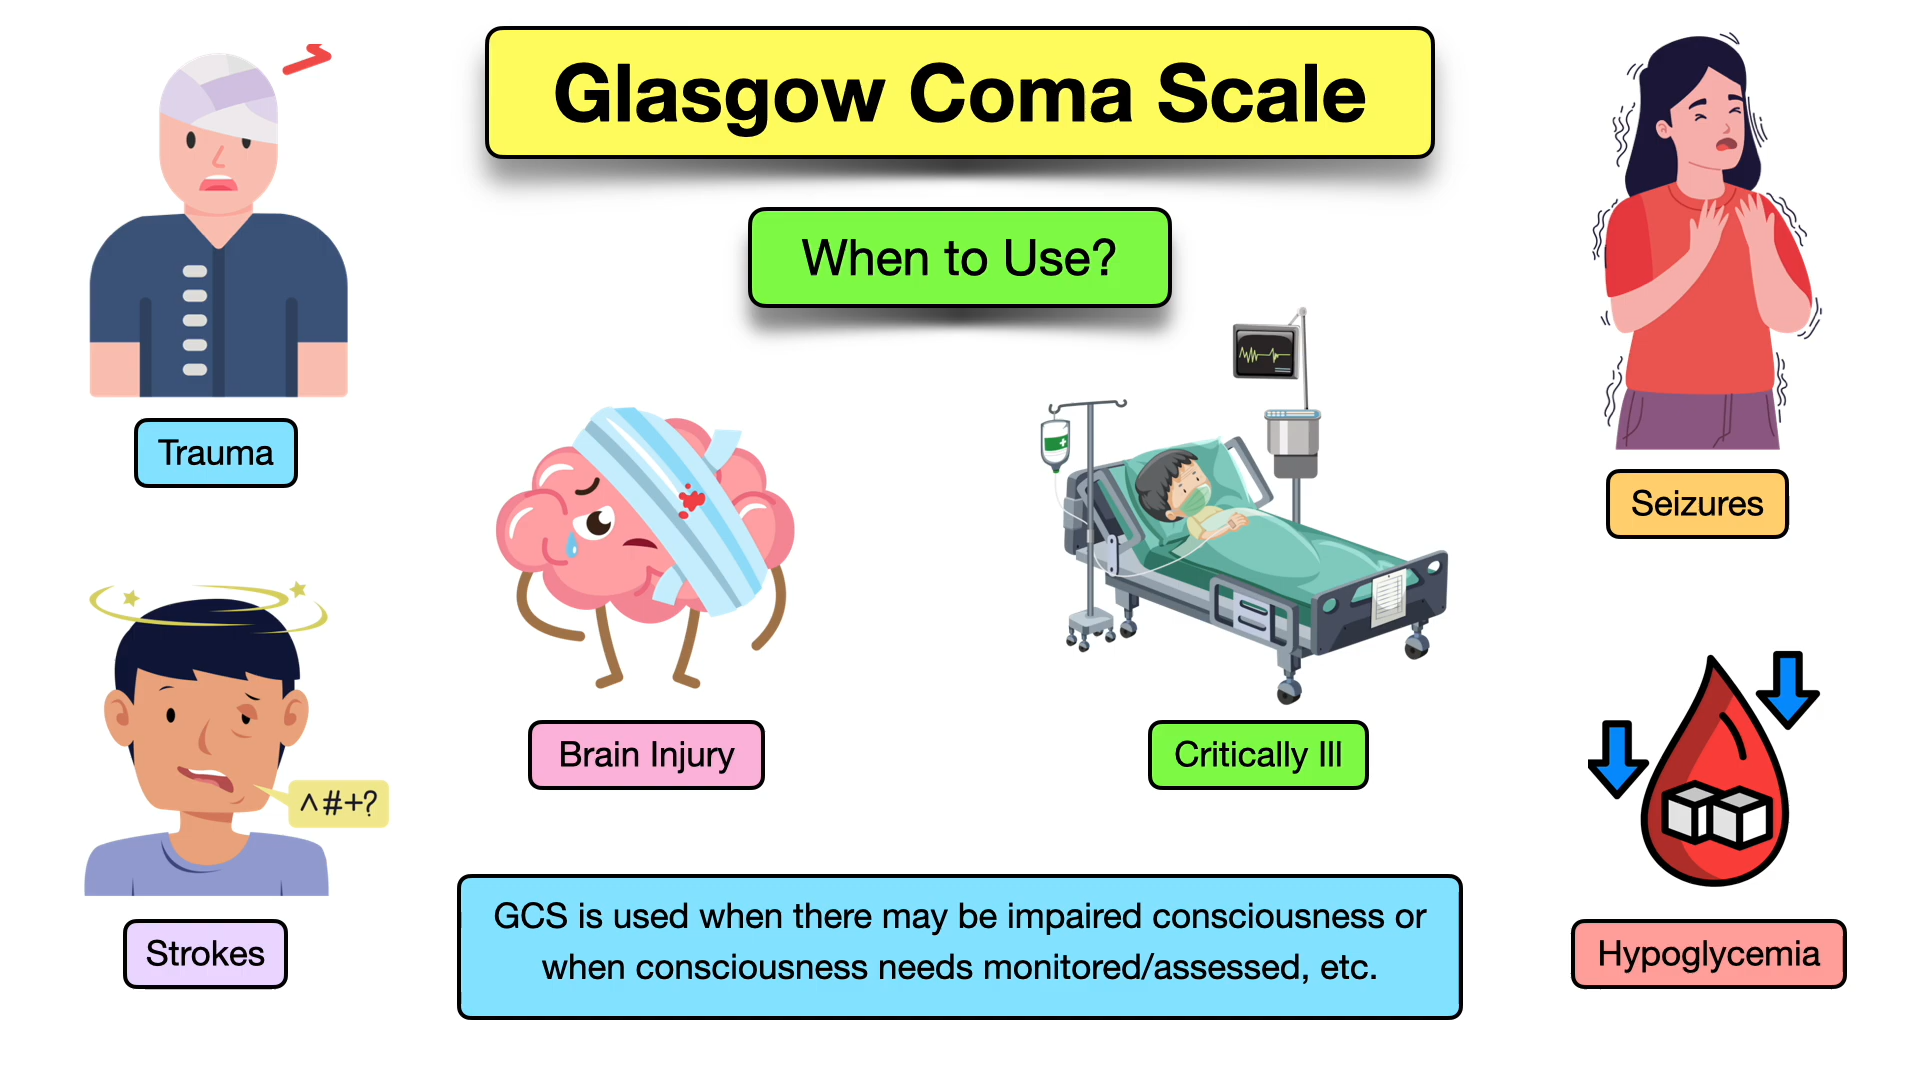 Glasgow Coma Scale
When to Use?
Trauma
Seizures
Brain Injury
Critically Ill
^#+?
Strokes
Hypoglycemia
GCS is used when there may be impaired consciousness or
when consciousness needs monitored/assessed, etc.